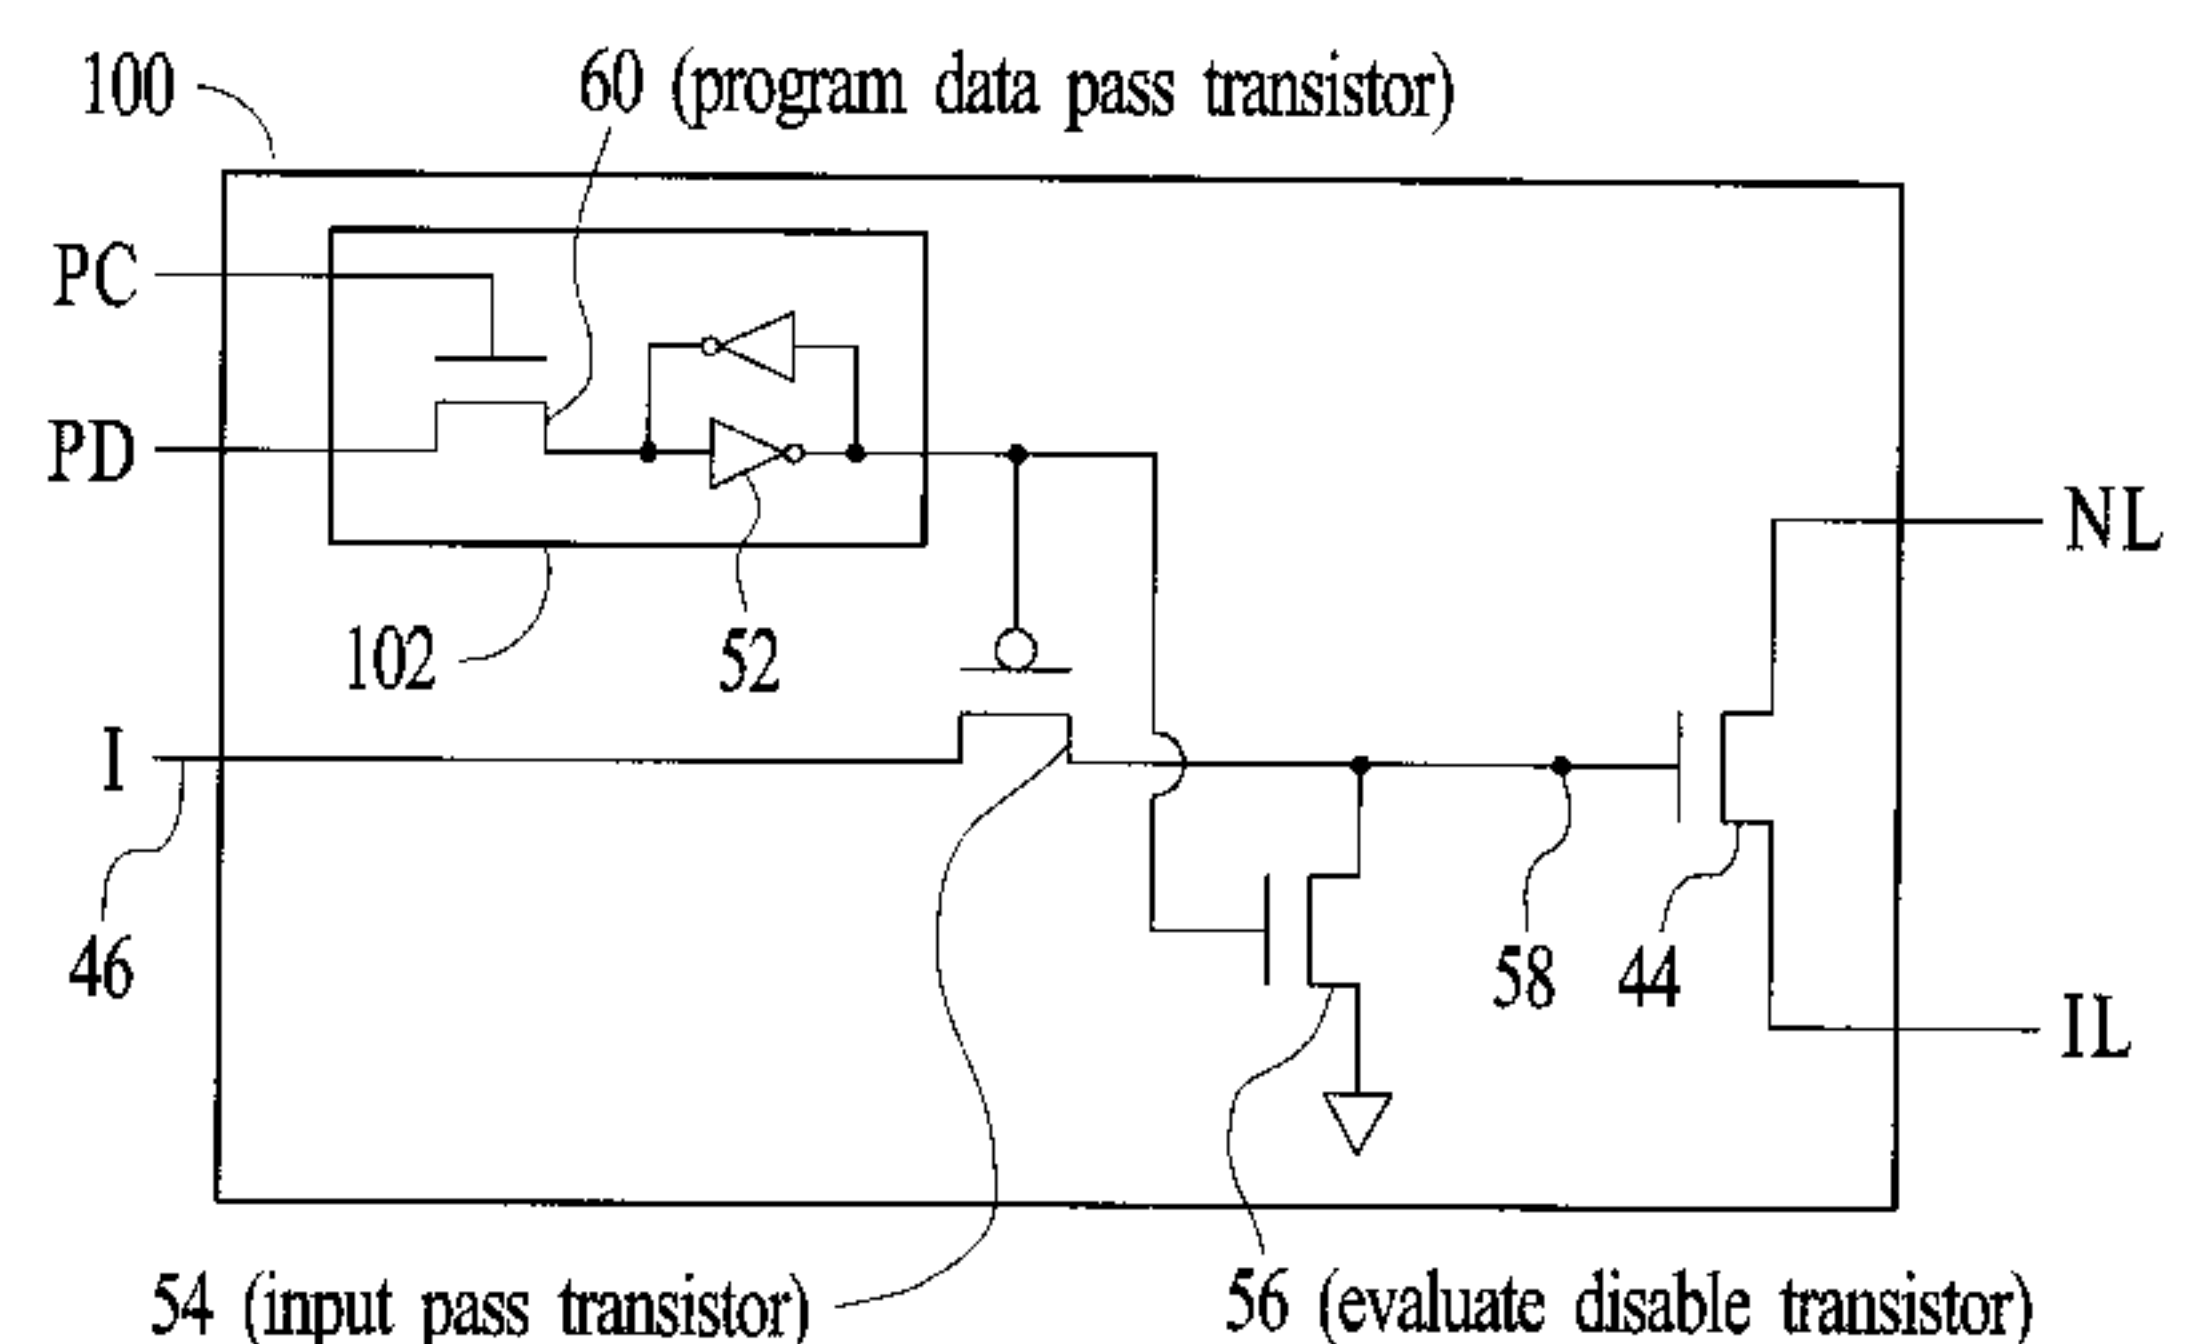 100
60 (program data pass transistor)
PC
PD
NL
102
52
I
46
58
44
IL
54 (input pass transistor)
56 (evaluate disable transistor)